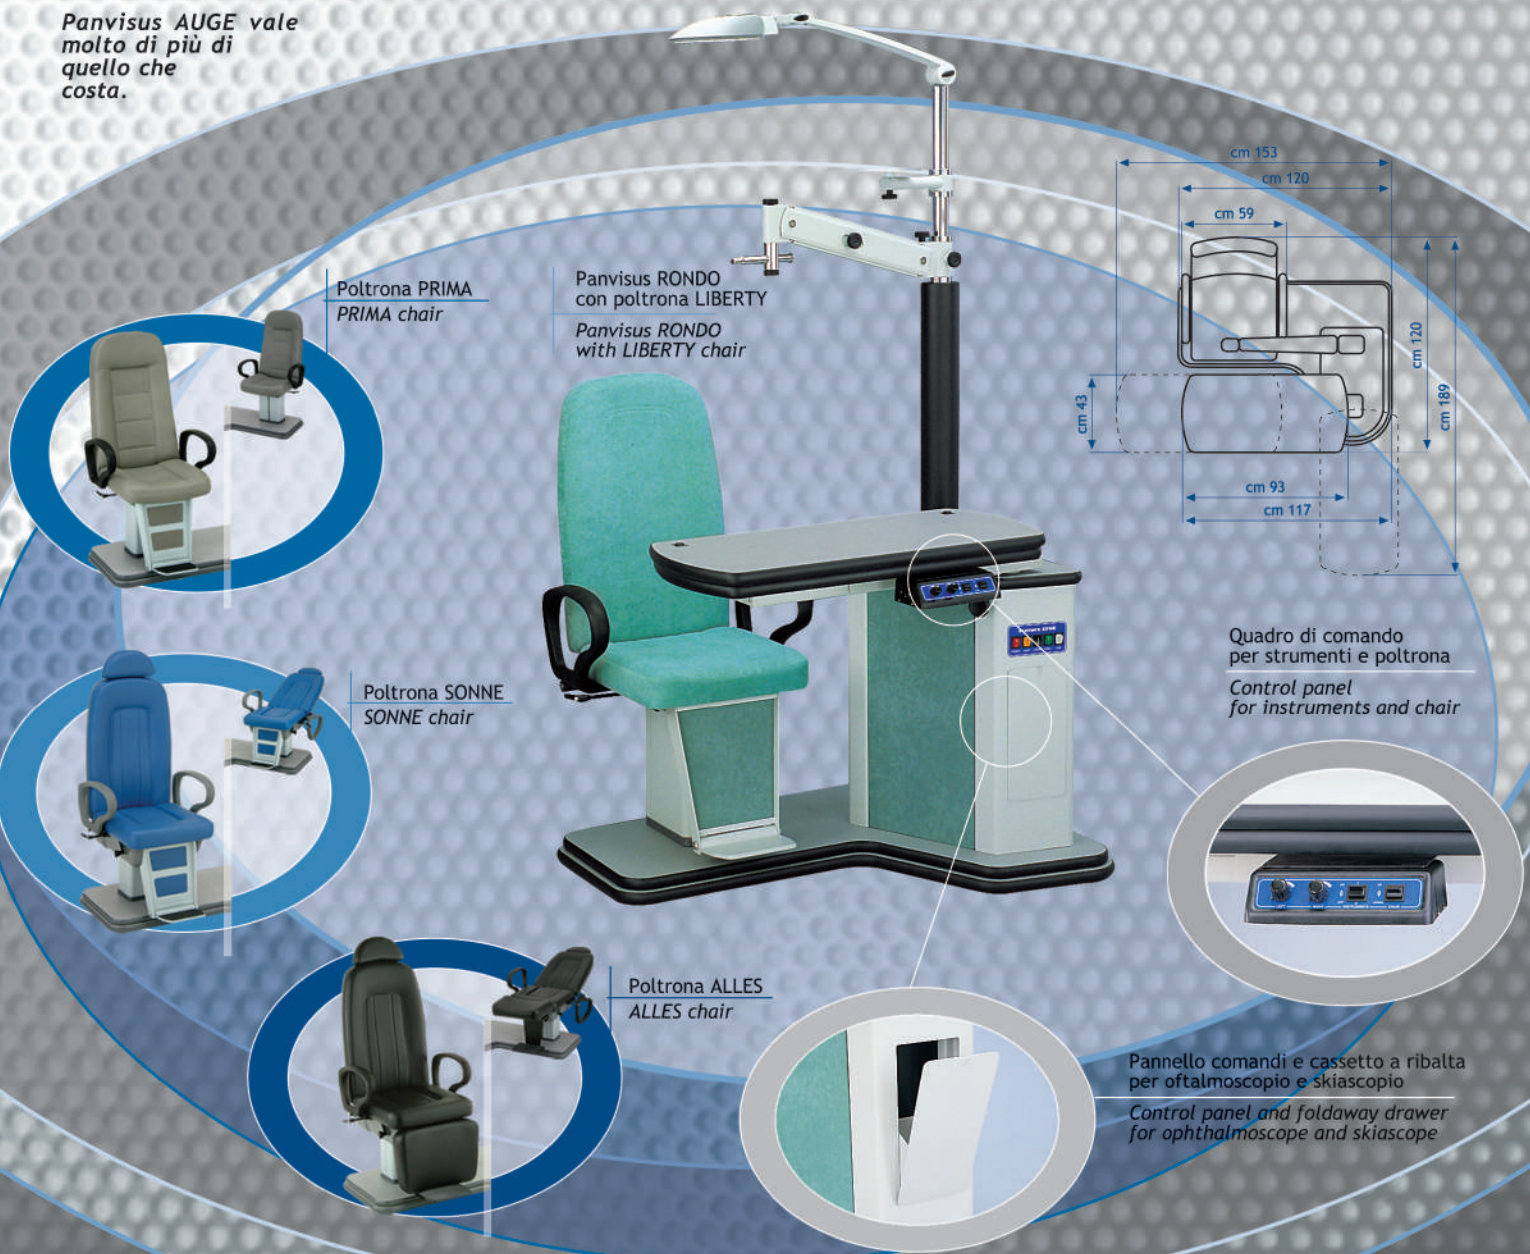 Panvisus AUGE vale
molto di più di
quello che
costa.
cm 153
cm 120
cm 59
cm 120
cm 189
cm 43
cm 93
cm 117
Poltrona PRIMA
PRIMA chair
Panvisus RONDO
con poltrona LIBERTY
Panvisus RONDO
with LIBERTY chair
Quadro di comando
per strumenti e poltrona
Control panel
for instruments and chair
Poltrona SONNE
SONNE chair
Poltrona ALLES
ALLES chair
Pannello comandi e cassetto a ribalta
per oftalmoscopio e skiascopio
Control panel and foldaway drawer
for ophthalmoscope and skiascope